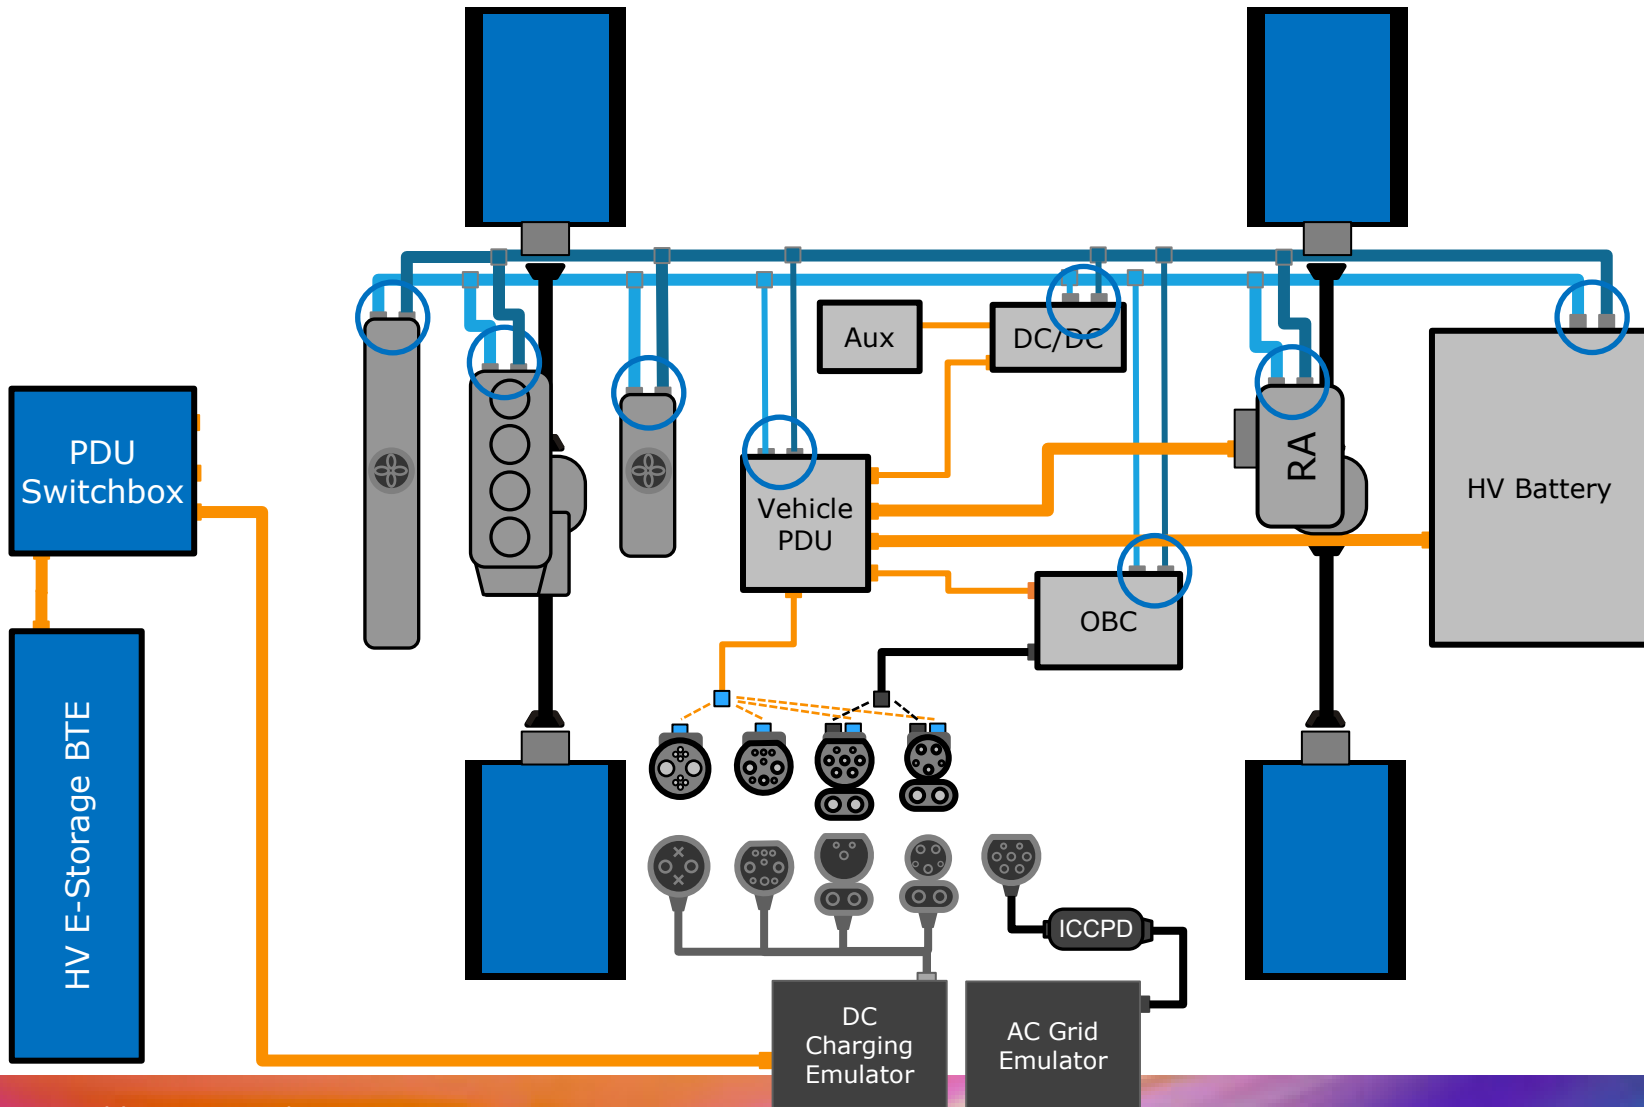 Aux
DC/DC
PDU
Switchbox
RA
HV Battery
Vehicle
PDU
OBC
HV E-Storage BTE
ICCPD
DC
Charging
Emulator
AC Grid
Emulator